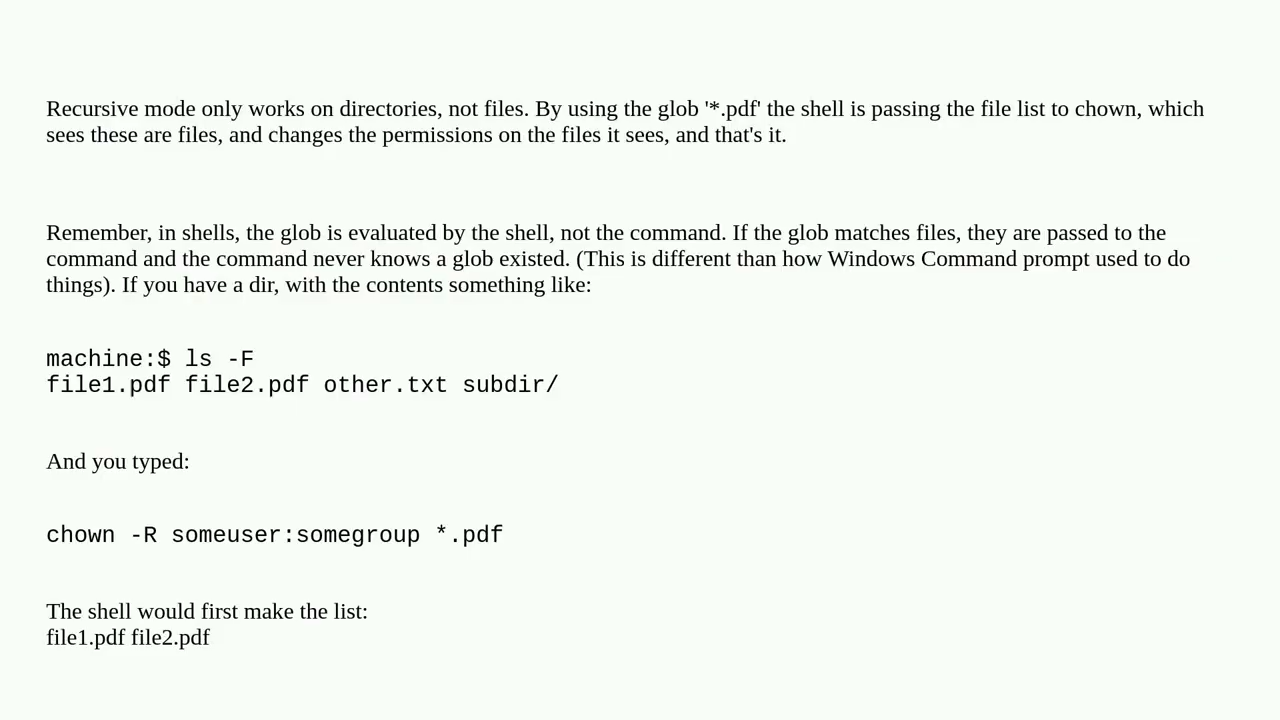 Recursive mode only works on directories, not files. By using the glob '*.pdf' the shell is passing the file list to chown, which
sees these are files, and changes the permissions on the files it sees, and that's it.
Remember, in shells, the glob is evaluated by the shell, not the command. If the glob matches files, they are passed to the
command and the command never knows a glob existed. (This is different than how Windows Command prompt used to do
things). If you have a dir, with the contents something like:
machine:$ ls -F
file1.pdf file2.pdf other.txt subdir/
And you typed:
chown -R someuser:somegroup *.pdf
The shell would first make the list:
file1.pdf file2.pdf